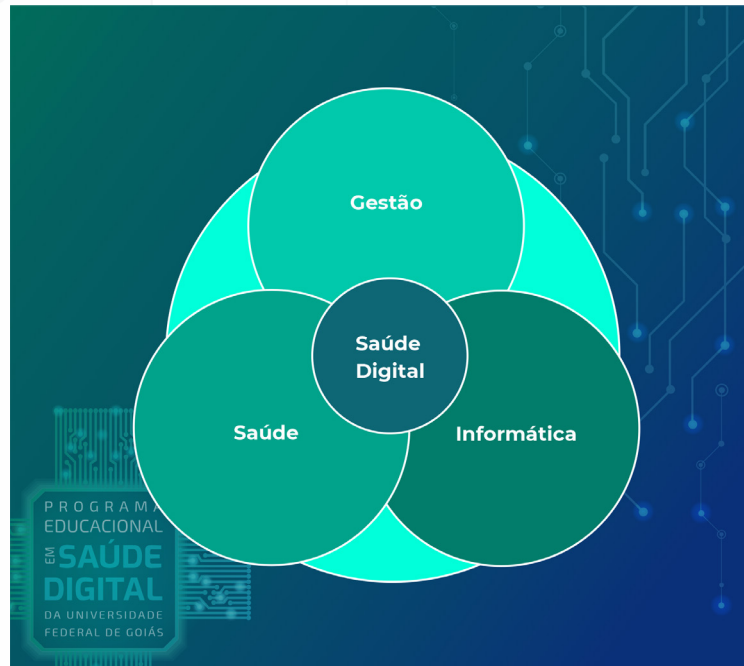 Gestão
Saúde
Digital
Saúde
Informática
PROGRAMA
EDUCACIONAL
EM SAÚDE
DIGITAL
DA UNIVERSIDADE
FEDERAL DE GOIÁS